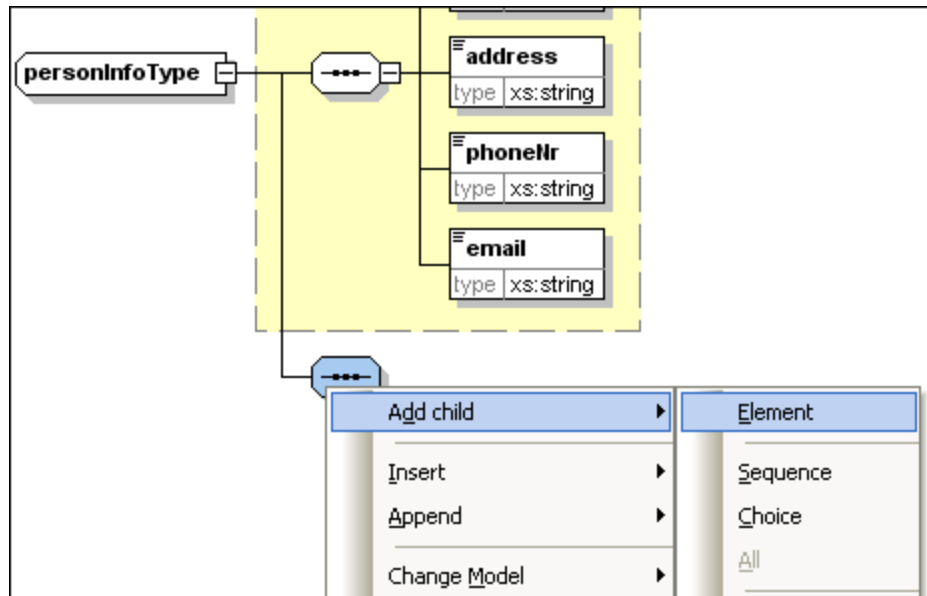 personInfoType
address
type xs:string
phoneNr
type xs:string
email
type xs:string
Add child
Element
Insert
Sequence
Append
Choice
All
Change Model